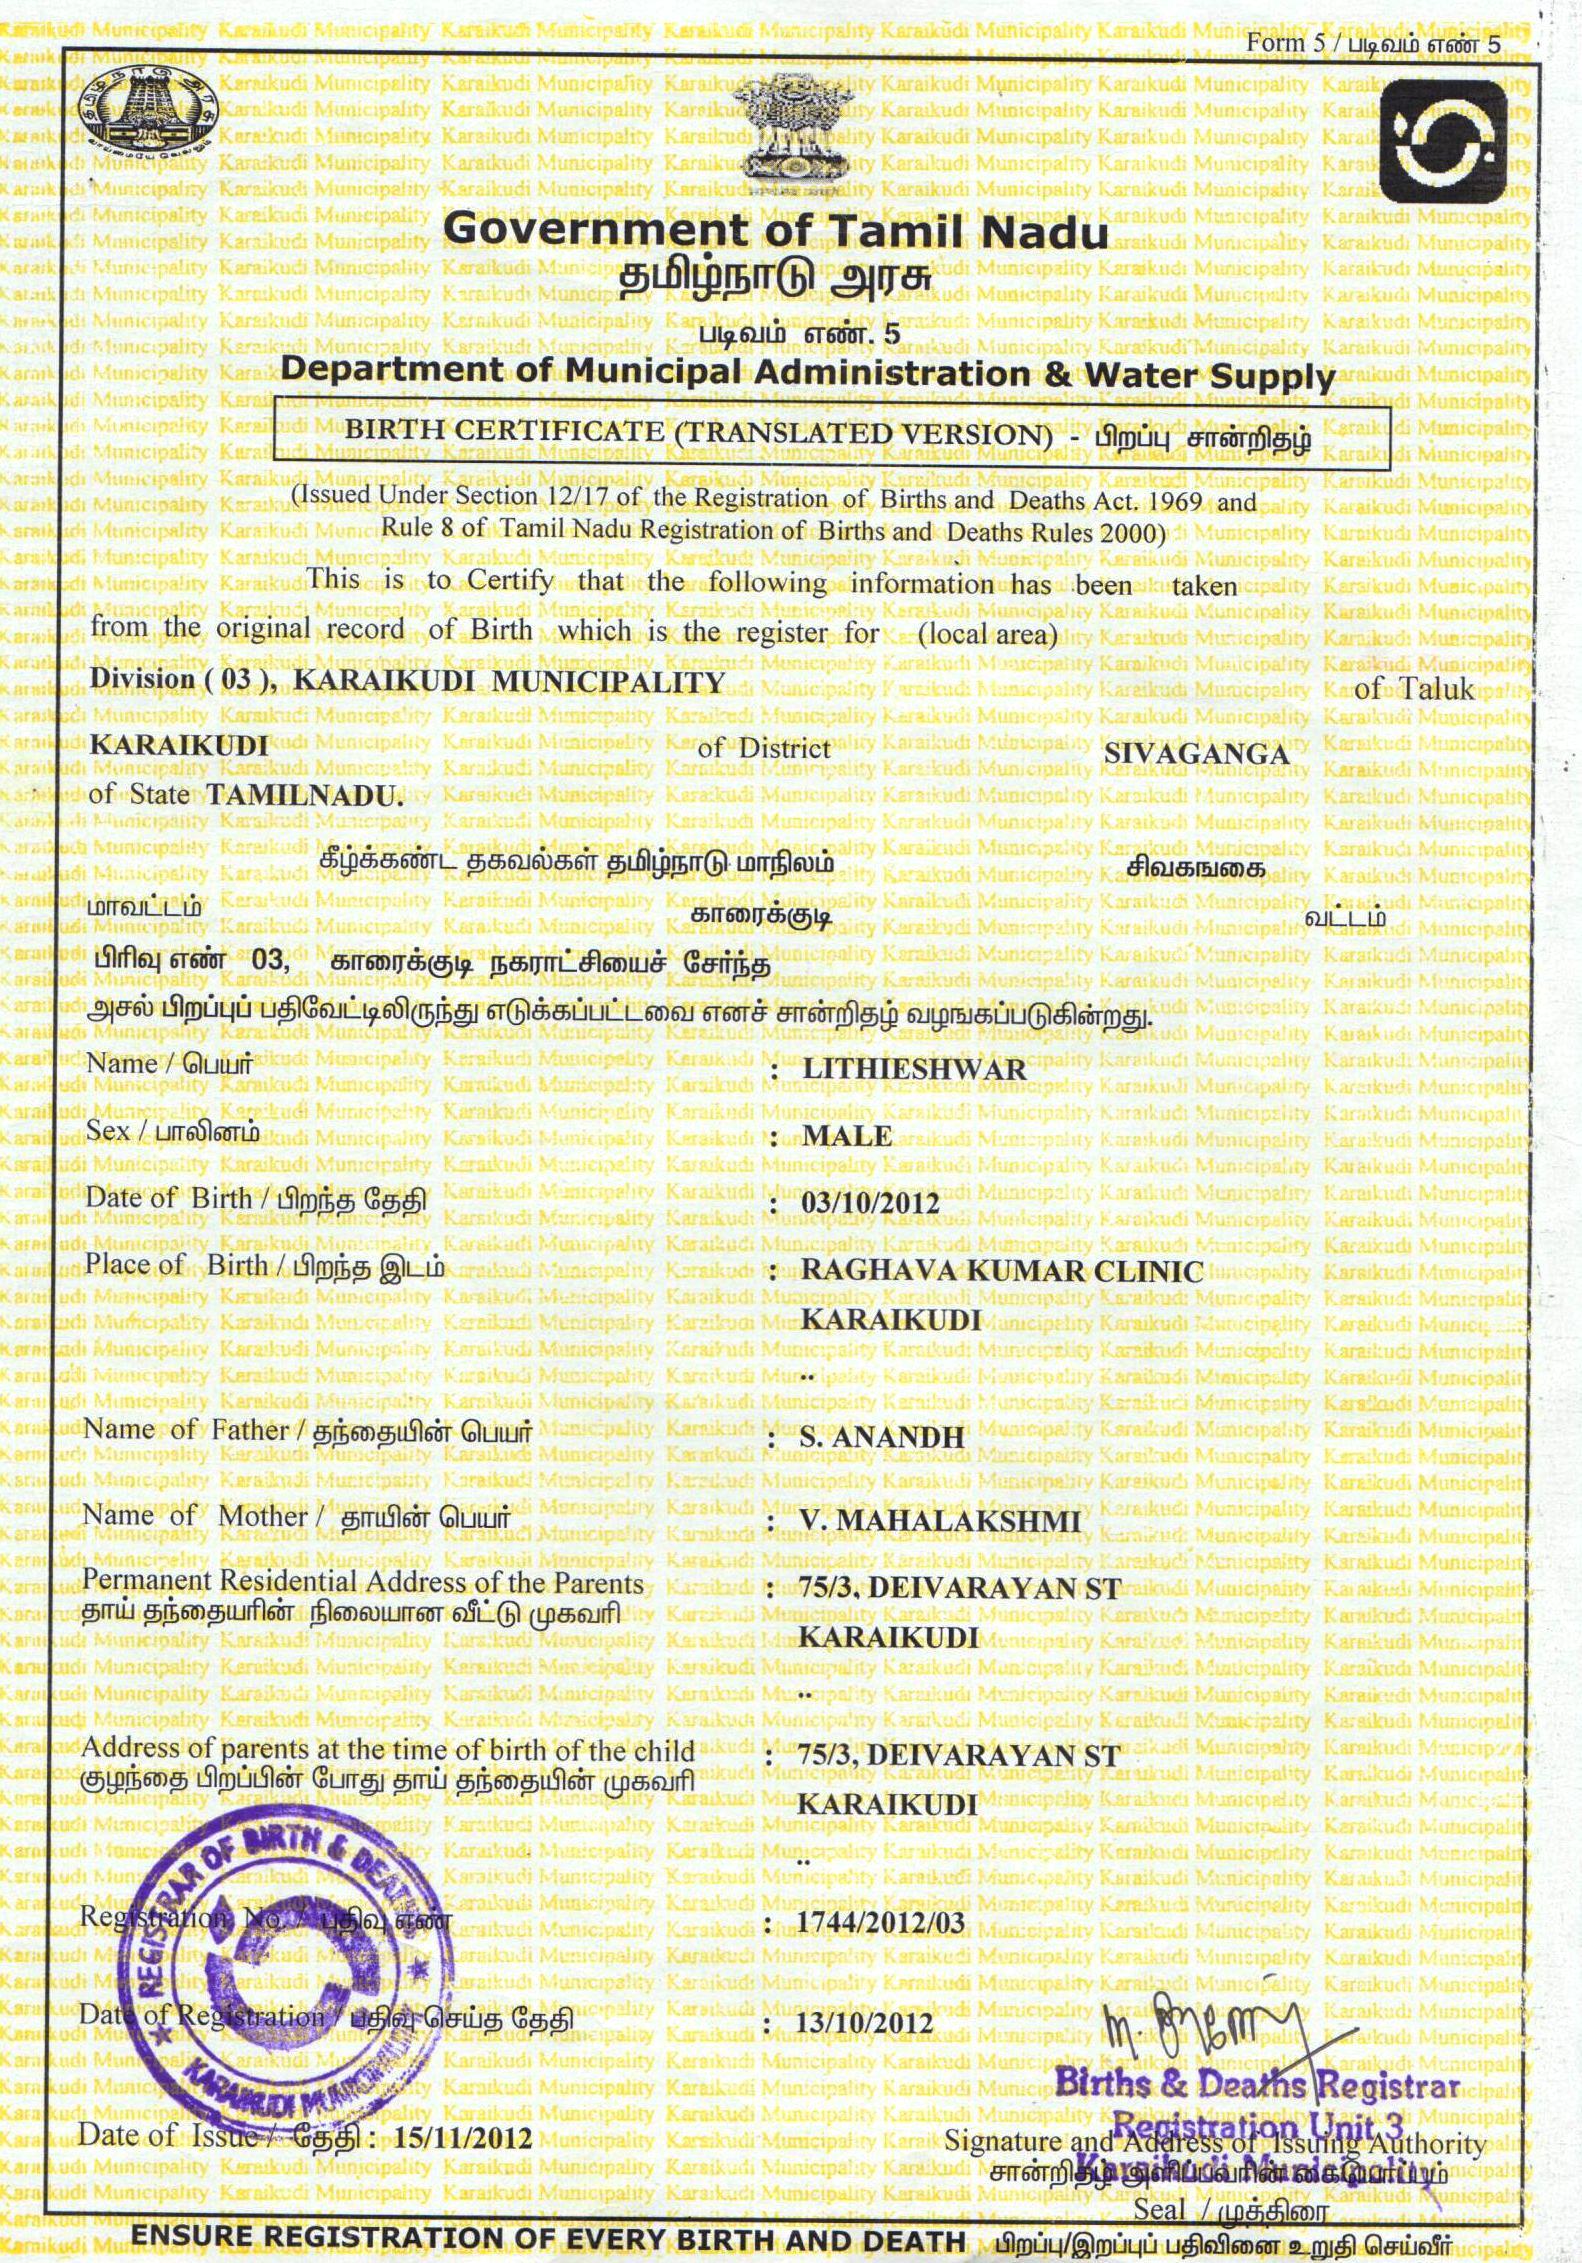 Form 5 / படிவம் எண் 5
தமிழ்நாடு அரசு
வாய்மையே வெல்லும்
Government of Tamil Nadu
தமிழ்நாடு அரசு
படிவம் எண். 5
Department of Municipal Administration & Water Supply
BIRTH CERTIFICATE (TRANSLATED VERSION) - பிறப்பு சான்றிதழ்
(Issued Under Section 12/17 of the Registration of Births and Deaths Act. 1969 and
Rule 8 of Tamil Nadu Registration of Births and Deaths Rules 2000)
This is to Certify that the following information has been taken
from the original record of Birth which is the register for (local area)
Division ( 03 ), KARAIKUDI MUNICIPALITY of Taluk
KARAIKUDI of District SIVAGANGA
of State TAMILNADU.
கீழ்க்கண்ட தகவல்கள் தமிழ்நாடு மாநிலம் சிவகங்கை
மாவட்டம் காரைக்குடி வட்டம்
பிரிவு எண் 03, காரைக்குடி நகராட்சியைச் சேர்ந்த
அசல் பிறப்புப் பதிவேட்டிலிருந்து எடுக்கப்பட்டவை எனச் சான்றிதழ் வழங்கப்படுகின்றது.
Name / பெயர் : LITHIESHWAR
Sex / பாலினம் : MALE
Date of Birth / பிறந்த தேதி : 03/10/2012
Place of Birth / பிறந்த இடம் : RAGHAVA KUMAR CLINIC
KARAIKUDI
..
Name of Father / தந்தையின் பெயர் : S. ANANDH
Name of Mother / தாயின் பெயர் : V. MAHALAKSHMI
Permanent Residential Address of the Parents : 75/3, DEIVARAYAN ST
தாய் தந்தையரின் நிலையான வீட்டு முகவரி
KARAIKUDI
..
Address of parents at the time of birth of the child : 75/3, DEIVARAYAN ST
குழந்தை பிறப்பின் போது தாய் தந்தையின் முகவரி
KARAIKUDI
..
REGISTRAR OF BIRTH & DEATHS
KARAIKUDI MUNICIPALITY
Registration No. / பதிவு எண் : 1744/2012/03
Date of Registration / பதிவு செய்த தேதி : 13/10/2012
Births & Deaths Registrar
Registration Unit 3
Karaikudi Municipality
Date of Issue / தேதி : 15/11/2012
Signature and Address of Issuing Authority
சான்றிதழ் அளிப்பவரின் கையொப்பம்
Seal / முத்திரை
ENSURE REGISTRATION OF EVERY BIRTH AND DEATH பிறப்பு/இறப்புப் பதிவினை உறுதி செய்வீர்